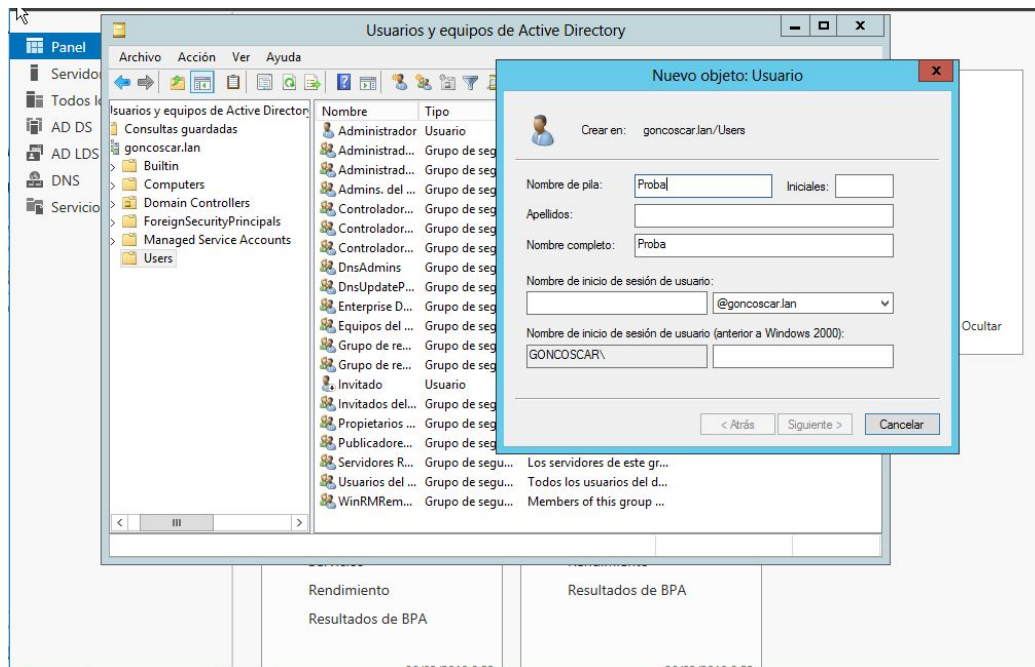 Usuarios y equipos de Active Directory
Archivo Acción Ver Ayuda
Panel
Servido
Todos lo
AD DS
AD LDS
DNS
Servicio
Isuarios y equipos de Active Director
Consultas guardadas
goncoscar.lan
Builtin
Computers
Domain Controllers
ForeignSecurityPrincipals
Managed Service Accounts
Users
Nombre Tipo
Administrador Usuario
Administrad... Grupo de seg
Administrad... Grupo de seg
Admins. del ... Grupo de seg
Controlador... Grupo de seg
Controlador... Grupo de seg
Controlador... Grupo de seg
DnsAdmins Grupo de seg
DnsUpdateP... Grupo de seg
Enterprise D... Grupo de seg
Equipos del ... Grupo de seg
Grupo de re... Grupo de seg
Grupo de re... Grupo de seg
Invitado Usuario
Invitados del... Grupo de seg
Propietarios ... Grupo de seg
Publicadore... Grupo de seg
Servidores R... Grupo de segu... Los servidores de este gr...
Usuarios del ... Grupo de segu... Todos los usuarios del d...
WinRMRem... Grupo de segu... Members of this group ...
Nuevo objeto: Usuario
Crear en: goncoscar.lan/Users
Nombre de pila: Proba Iniciales:
Apellidos:
Nombre completo: Proba
Nombre de inicio de sesión de usuario:
@goncoscar.lan
Nombre de inicio de sesión de usuario (anterior a Windows 2000):
GONCOSCAR\
< Atrás Siguiente > Cancelar
Ocultar
Rendimiento
Resultados de BPA
Resultados de BPA